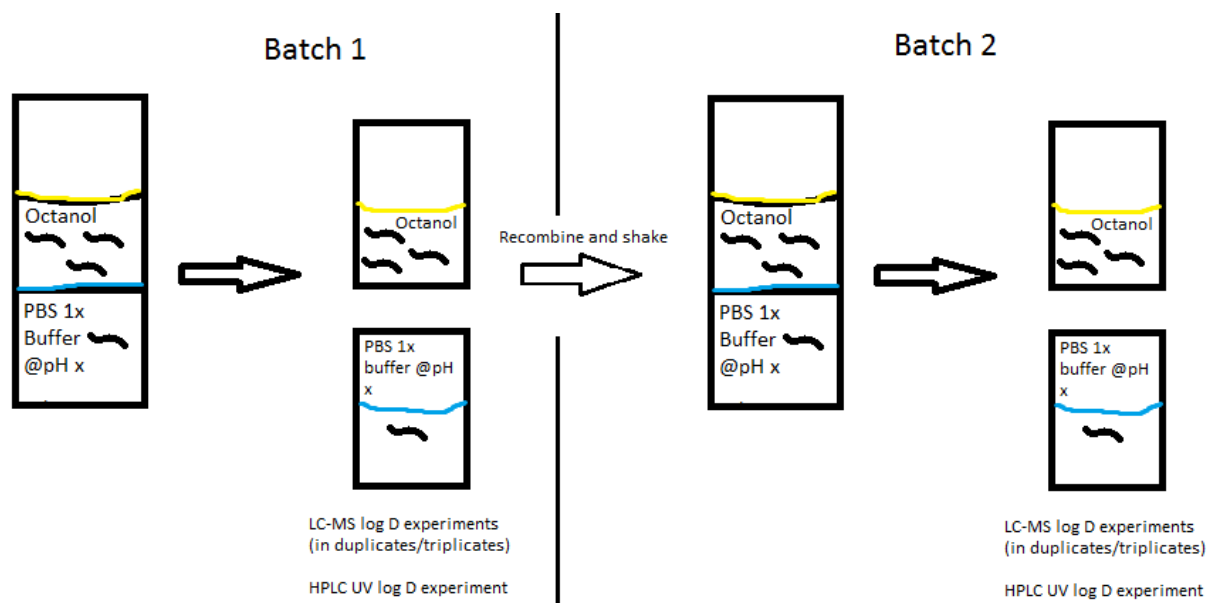 Batch 1
Octanol
PBS 1x
Buffer
@pH x
Octanol
PBS 1x
buffer @pH
x
LC-MS log D experiments
(in duplicates/triplicates)
HPLC UV log D experiment
Recombine and shake
Batch 2
Octanol
PBS 1x
Buffer
@pH x
Octanol
PBS 1x
buffer @pH
x
LC-MS log D experiments
(in duplicates/triplicates)
HPLC UV log D experiment